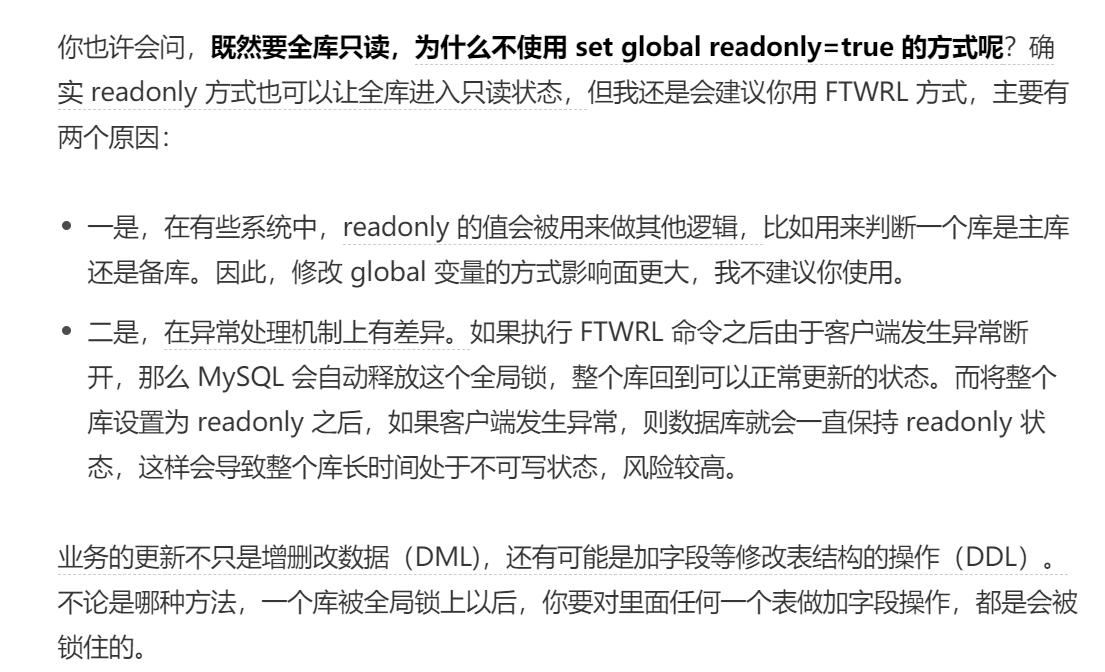 你也许会问，既然要全库只读，为什么不使用 set global readonly=true 的方式呢？确
实 readonly 方式也可以让全库进入只读状态，但我还是会建议你用 FTWRL 方式，主要有
两个原因：
一是，在有些系统中，readonly 的值会被用来做其他逻辑，比如用来判断一个库是主库
还是备库。因此，修改 global 变量的方式影响面更大，我不建议你使用。
二是，在异常处理机制上有差异。如果执行 FTWRL 命令之后由于客户端发生异常断
开，那么 MySQL 会自动释放这个全局锁，整个库回到可以正常更新的状态。而将整个
库设置为 readonly 之后，如果客户端发生异常，则数据库就会一直保持 readonly 状
态，这样会导致整个库长时间处于不可写状态，风险较高。
业务的更新不只是增删改数据（DML)，还有可能是加字段等修改表结构的操作（DDL）。
不论是哪种方法，一个库被全局锁上以后，你要对里面任何一个表做加字段操作，都是会被
锁住的。